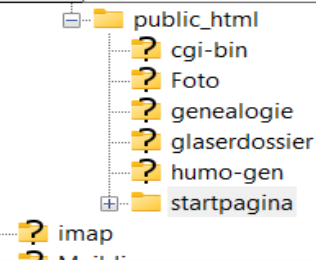 public_html
cgi-bin
Foto
genealogie
glaserdossier
humo-gen
startpagina
imap